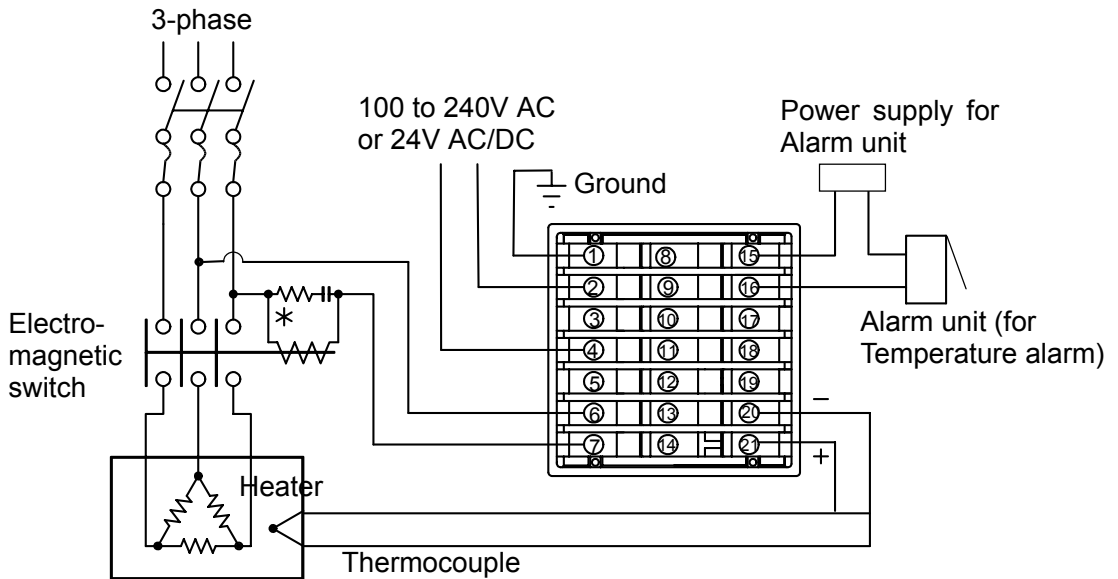 3-phase
100 to 240V AC
or 24V AC/DC
Power supply for
Alarm unit
Ground
1 8 15
2 9 16
3 10 17
4 11 18
5 12 19
6 13 20
7 14 21
−
+
*
Electro-
magnetic
switch
Alarm unit (for
Temperature alarm)
Heater
Thermocouple